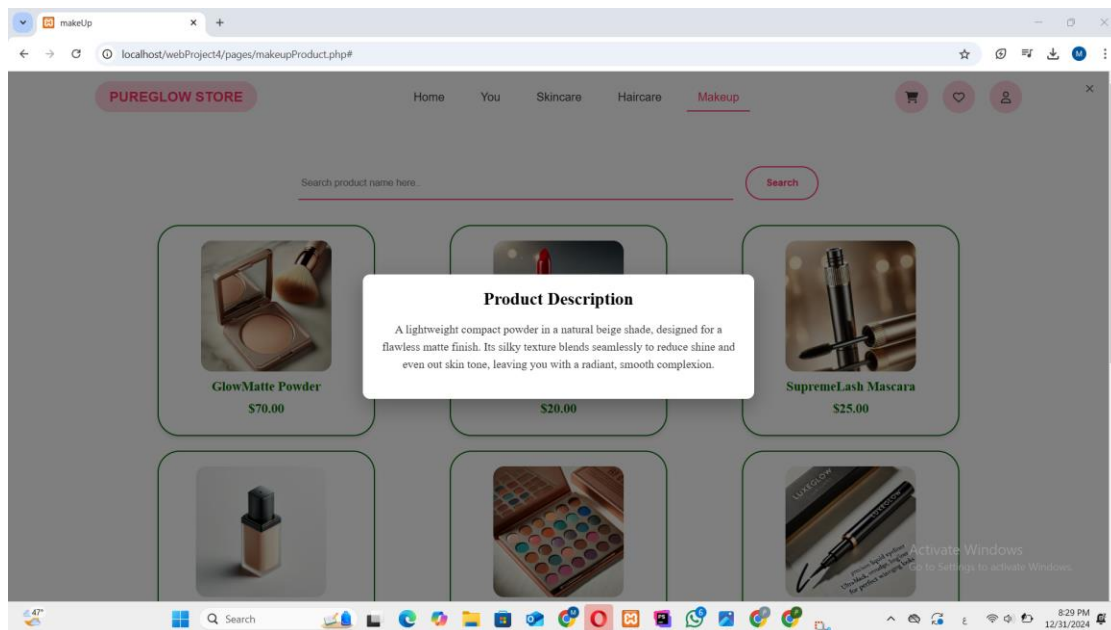 makeUp
localhost/webProject4/pages/makeupProduct.php#
M
PUREGLOW STORE
Home You Skincare Haircare Makeup
Search product name here..
Search
Product Description
A lightweight compact powder in a natural beige shade, designed for a
flawless matte finish. Its silky texture blends seamlessly to reduce shine and
even out skin tone, leaving you with a radiant, smooth complexion.
GlowMatte Powder
$70.00
$20.00
SupremeLash Mascara
$25.00
LUXEGLOW
Activate Windows
Go to Settings to activate Windows.
47°
Search
ع
8:29 PM
12/31/2024